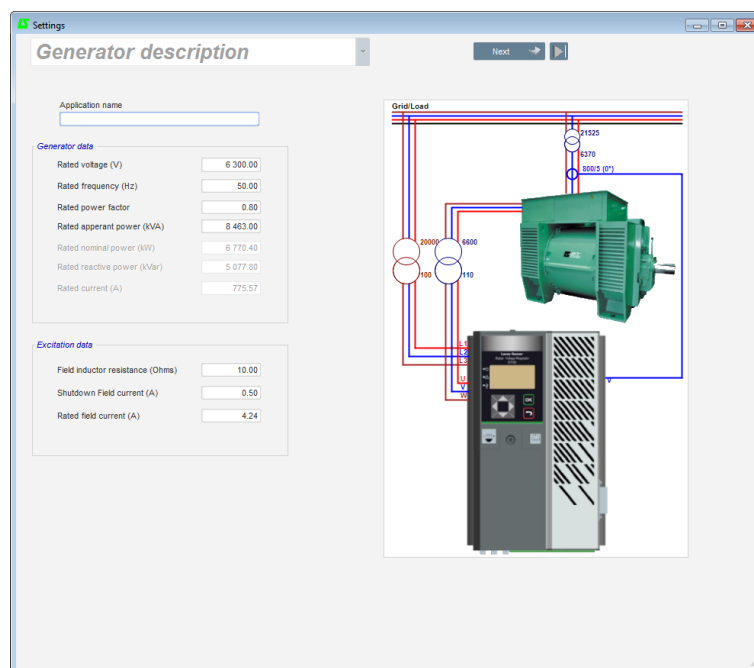 Settings
Generator description
Next
Application name
Generator data
Rated voltage (V) 6 300.00
Rated frequency (Hz) 50.00
Rated power factor 0.80
Rated apperant power (kVA) 8 463.00
Rated nominal power (kW) 6 770.40
Rated reactive power (kVar) 5 077.80
Rated current (A) 775.57
Excitation data
Field inductor resistance (Ohms) 10.00
Shutdown Field current (A) 0.50
Rated field current (A) 4.24
Grid/Load
21525
6370
800/5 (0°)
20000
6600
100
110
L1
L2
L3
U
V
W
V
Leroy Somer
OK